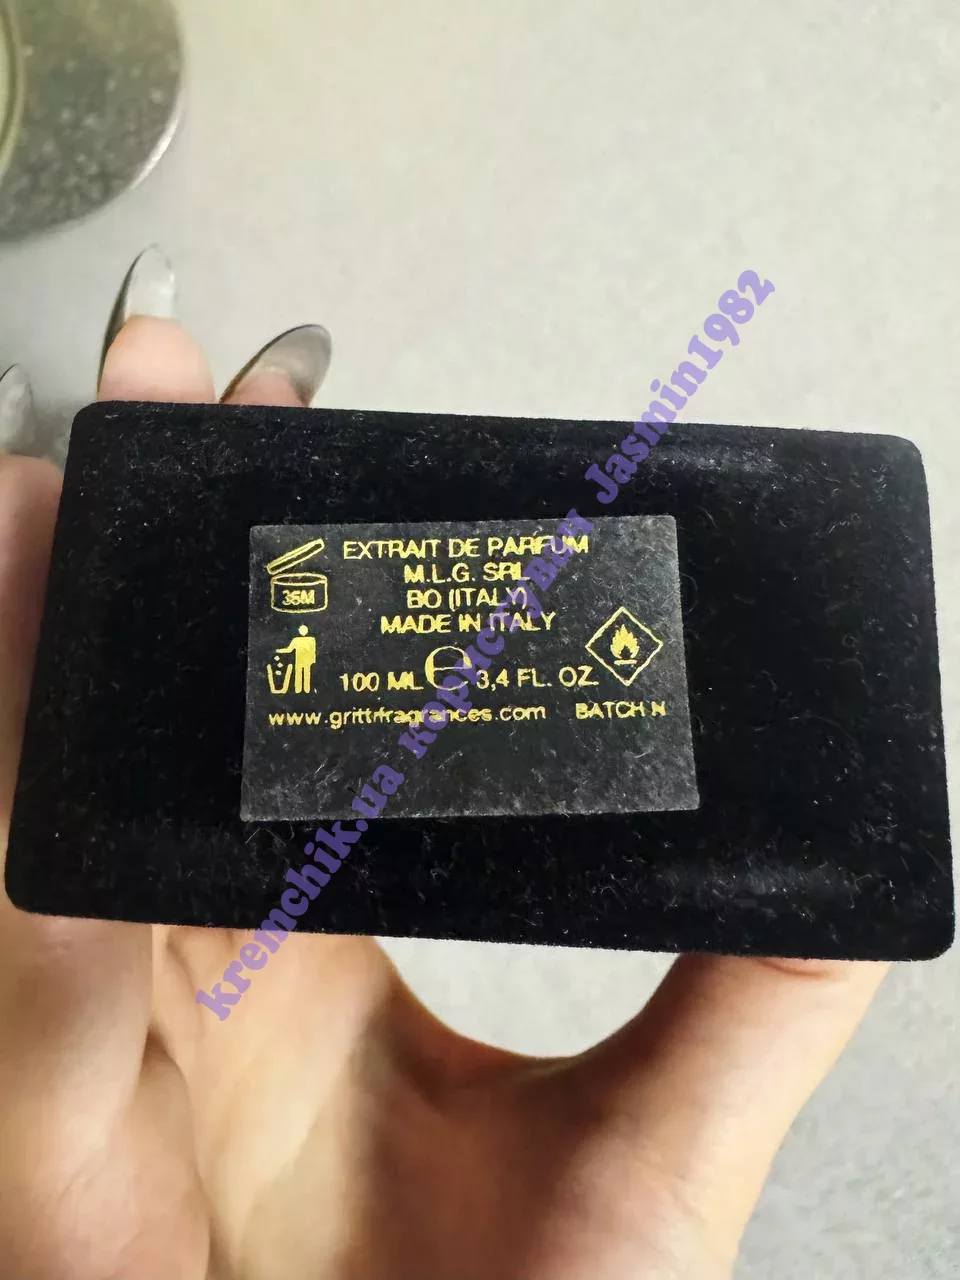 EXTRAIT DE PARFUM
M.L.G. SRL
BO (ITALY)
MADE IN ITALY
36M
100 ML e 3,4 FL. OZ.
www.grittifragrances.com BATCH N
kremchik.ua користувач Jasmin1982